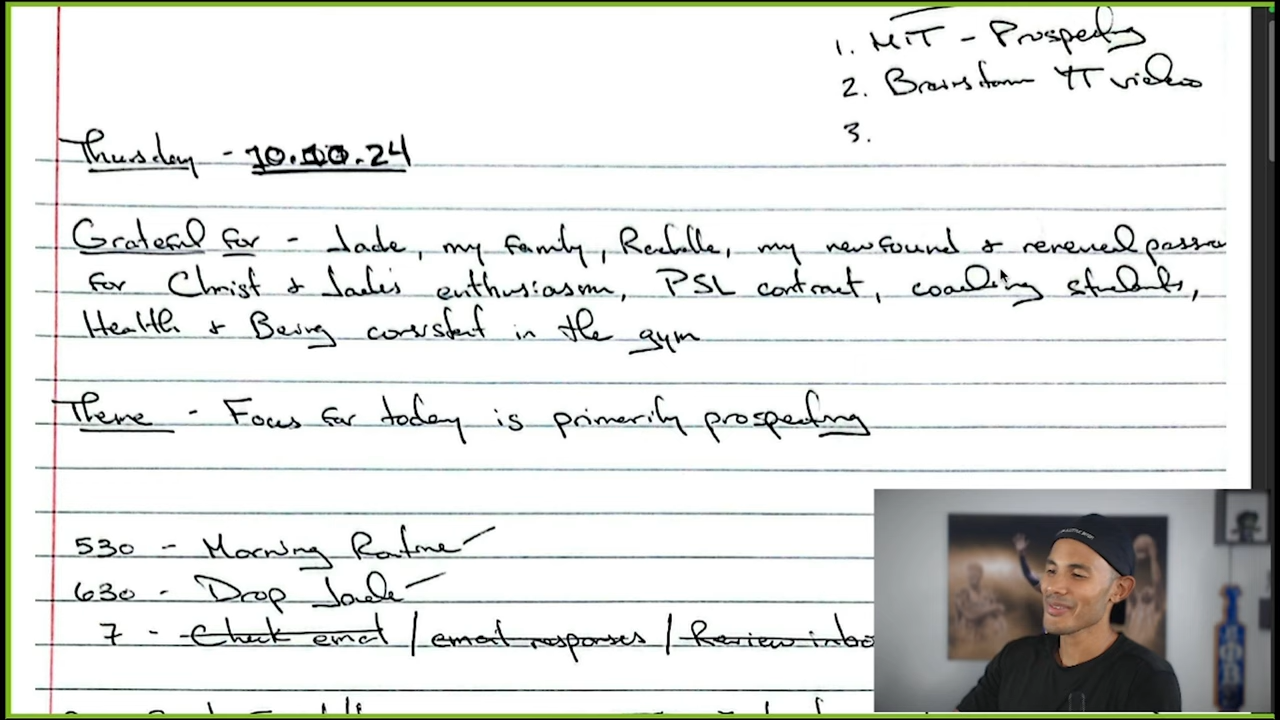 1. MIT - Prospecting
2. Brainstorm YT video
3.
Thursday - 10.10.24
Grateful for - Jade, my family, Rachelle, my newfound & renewed passion
for Christ & Jade's enthusiasm, PSL contract, coaching students,
Health & Being consistent in the gym
Theme - Focus for today is primarily prospecting
530 - Morning Routine
630 - Drop Jade
7 - Check email / email responses / Review inbo